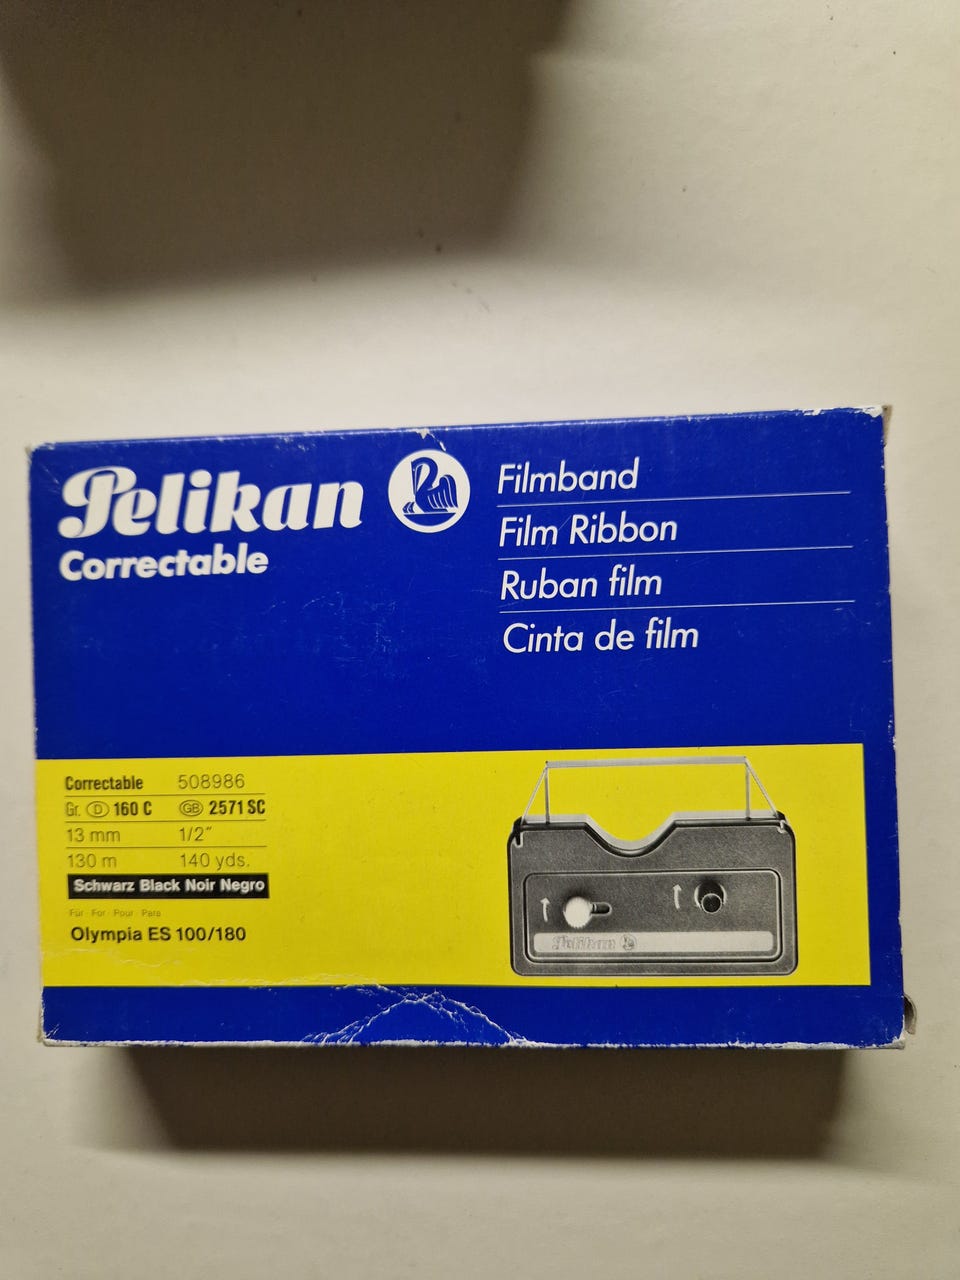 Pelikan
Correctable
Filmband
Film Ribbon
Ruban film
Cinta de film
Correctable 508986
Gr. D 160 C GB 2571 SC
13 mm 1/2"
130 m 140 yds.
Schwarz Black Noir Negro
Für · For · Pour · Para
Olympia ES 100/180
Pelikan